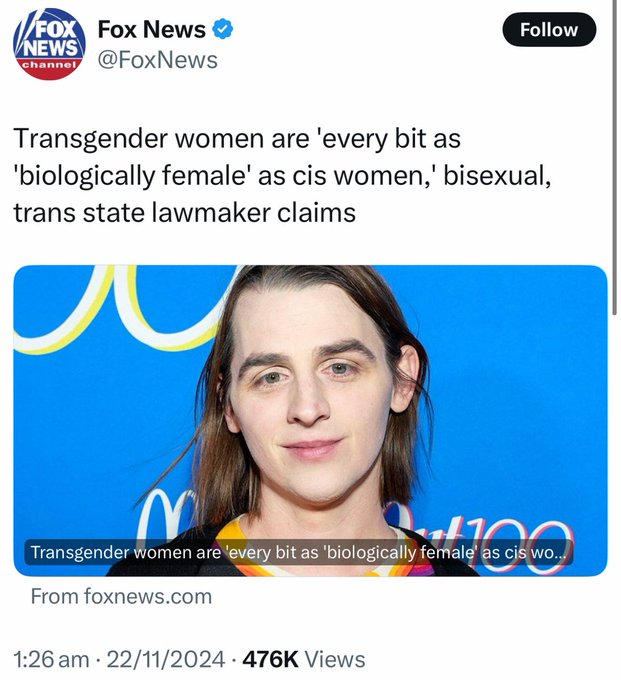 FOX
NEWS
channel
Fox News
@FoxNews
Follow
Transgender women are 'every bit as
'biologically female' as cis women,' bisexual,
trans state lawmaker claims
Transgender women are 'every bit as 'biologically female' as cis wo...
From foxnews.com
1:26 am · 22/11/2024 · 476K Views